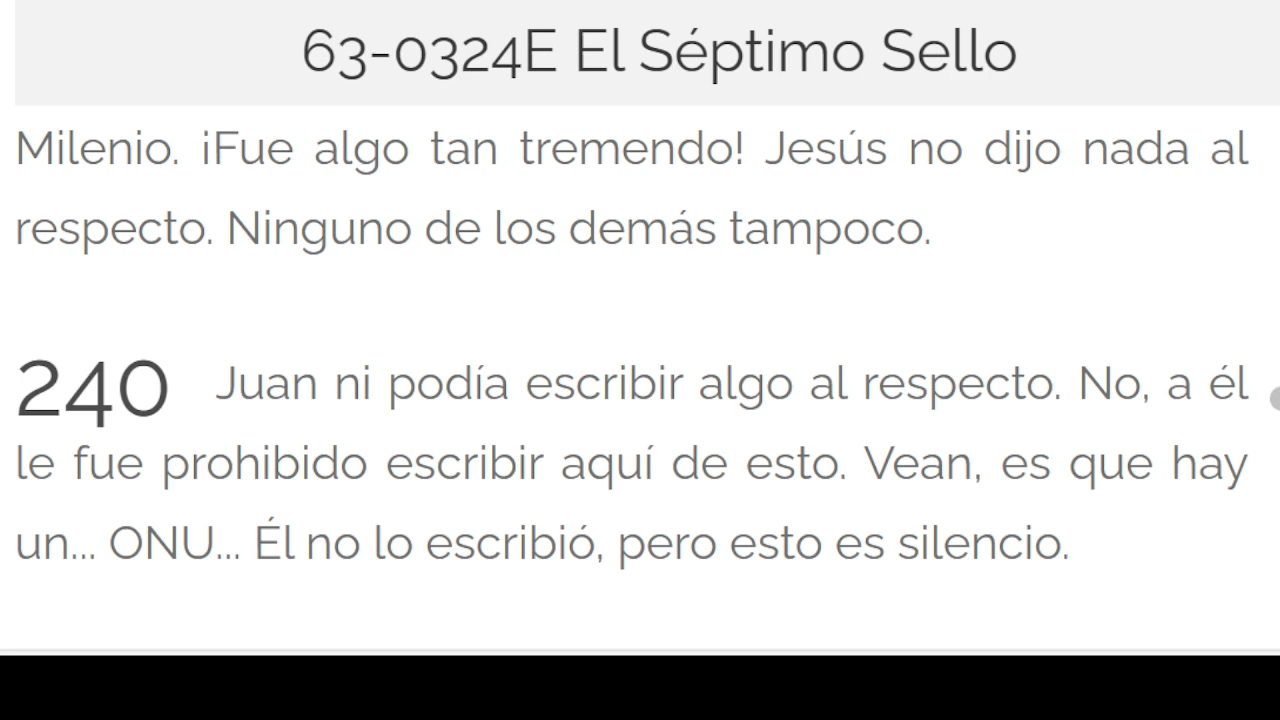 63-0324E El Séptimo Sello
Milenio. ¡Fue algo tan tremendo! Jesús no dijo nada al
respecto. Ninguno de los demás tampoco.
240 Juan ni podía escribir algo al respecto. No, a él
le fue prohibido escribir aquí de esto. Vean, es que hay
un... ONU... Él no lo escribió, pero esto es silencio.